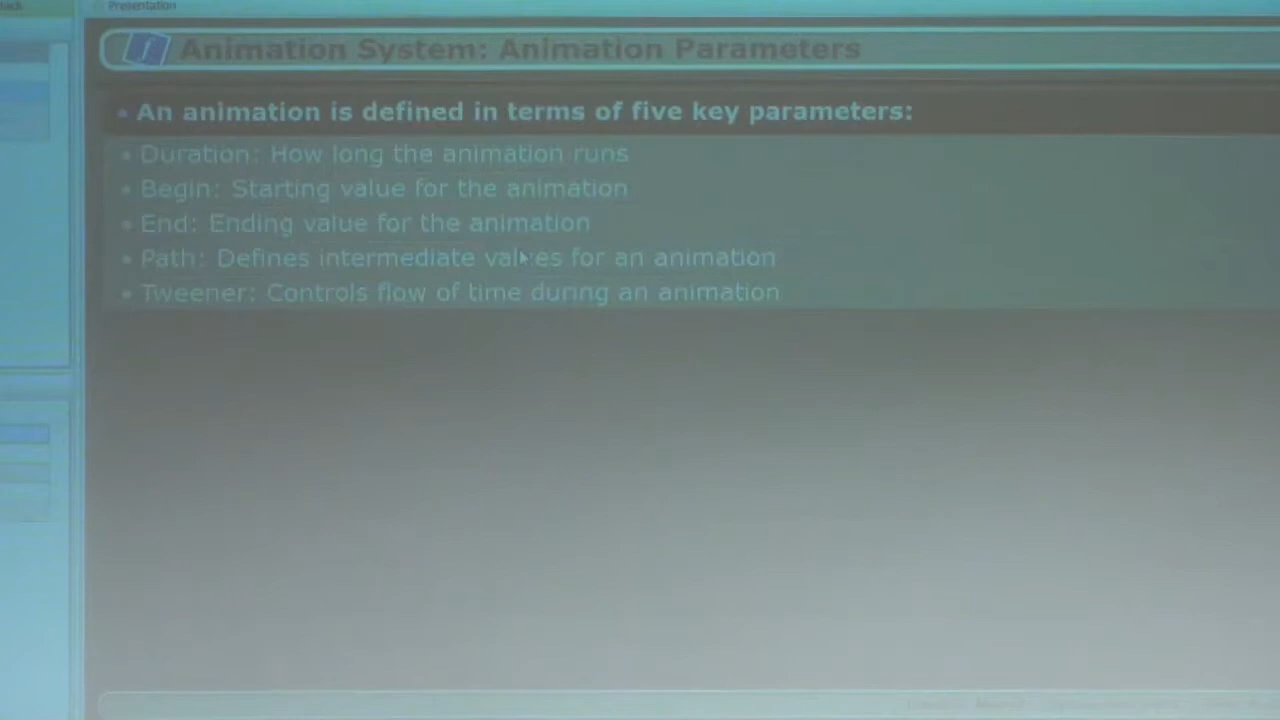 Presentation
Animation System: Animation Parameters
• An animation is defined in terms of five key parameters:
• Duration: How long the animation runs
• Begin: Starting value for the animation
• End: Ending value for the animation
• Path: Defines intermediate values for an animation
• Tweener: Controls flow of time during an animation